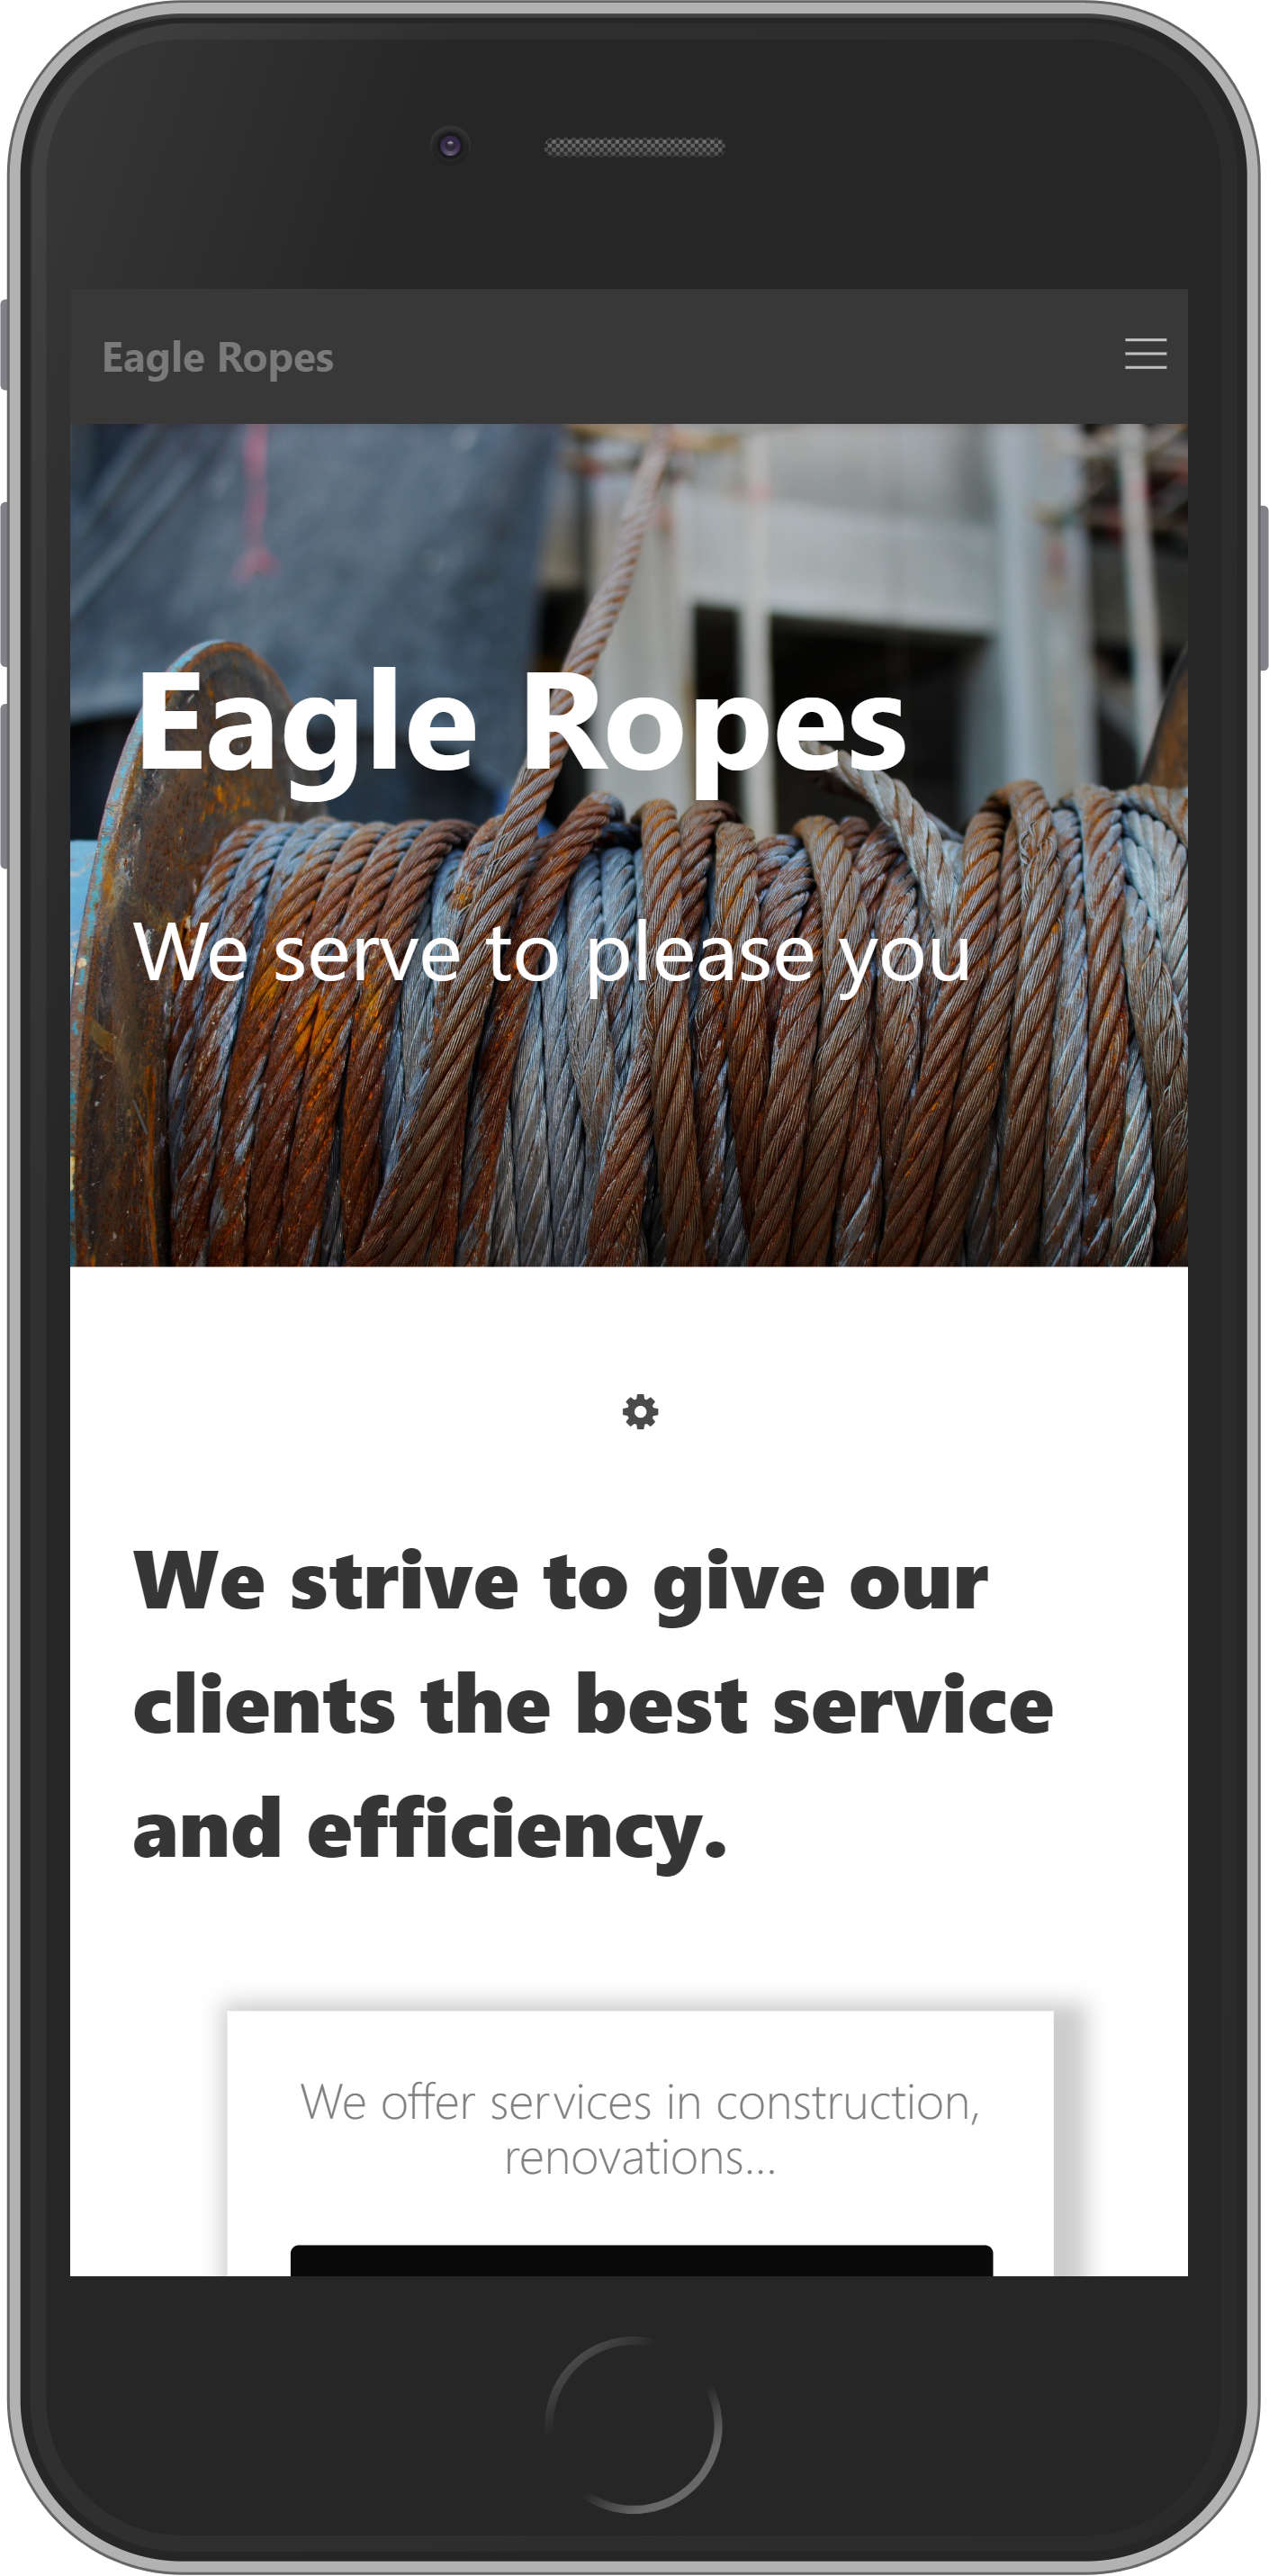 Eagle Ropes
Eagle Ropes
We serve to please you
We strive to give our
clients the best service
and efficiency.
We offer services in construction,
renovations...